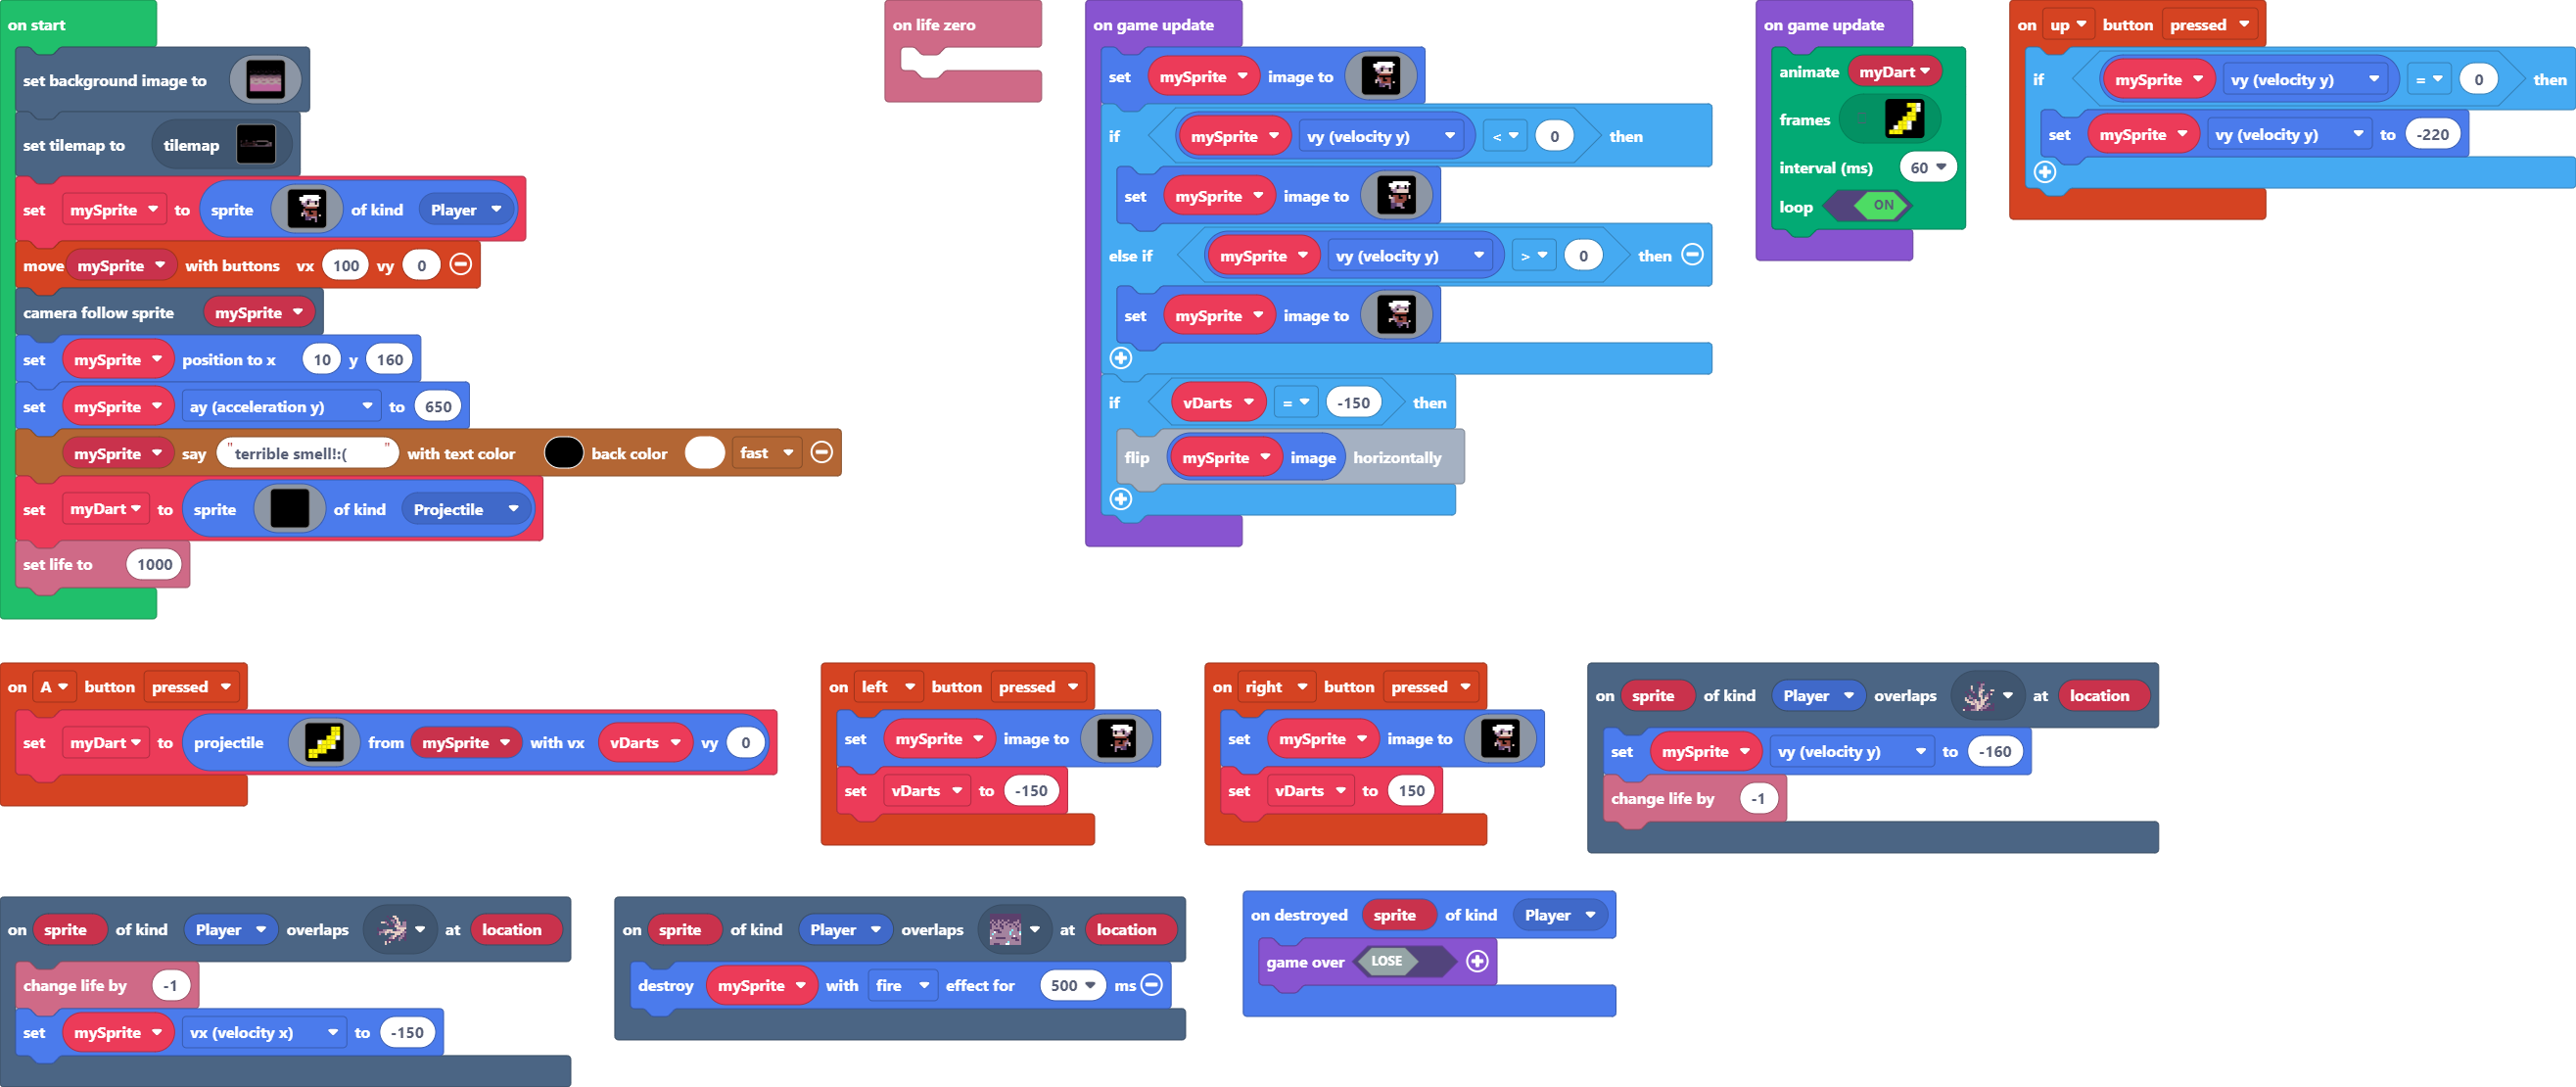 on start
set background image to
set tilemap to tilemap
set mySprite to sprite of kind Player
move mySprite with buttons vx 100 vy 0
camera follow sprite mySprite
set mySprite position to x 10 y 160
set mySprite ay (acceleration y) to 650
mySprite say "terrible smell!:( " with text color back color fast
set myDart to sprite of kind Projectile
set life to 1000
on life zero
on game update
set mySprite image to
if mySprite vy (velocity y) < 0 then
set mySprite image to
else if mySprite vy (velocity y) > 0 then
set mySprite image to
if vDarts = -150 then
flip mySprite image horizontally
on game update
animate myDart
frames
interval (ms) 60
loop ON
on up button pressed
if mySprite vy (velocity y) = 0 then
set mySprite vy (velocity y) to -220
on A button pressed
set myDart to projectile from mySprite with vx vDarts vy 0
on left button pressed
set mySprite image to
set vDarts to -150
on right button pressed
set mySprite image to
set vDarts to 150
on sprite of kind Player overlaps at location
set mySprite vy (velocity y) to -160
change life by -1
on sprite of kind Player overlaps at location
change life by -1
set mySprite vx (velocity x) to -150
on sprite of kind Player overlaps at location
destroy mySprite with fire effect for 500 ms
on destroyed sprite of kind Player
game over LOSE